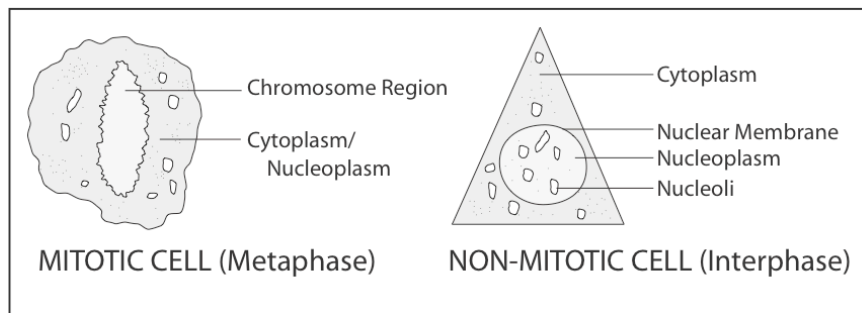 Chromosome Region
Cytoplasm/
Nucleoplasm
MITOTIC CELL (Metaphase)
Cytoplasm
Nuclear Membrane
Nucleoplasm
Nucleoli
NON-MITOTIC CELL (Interphase)